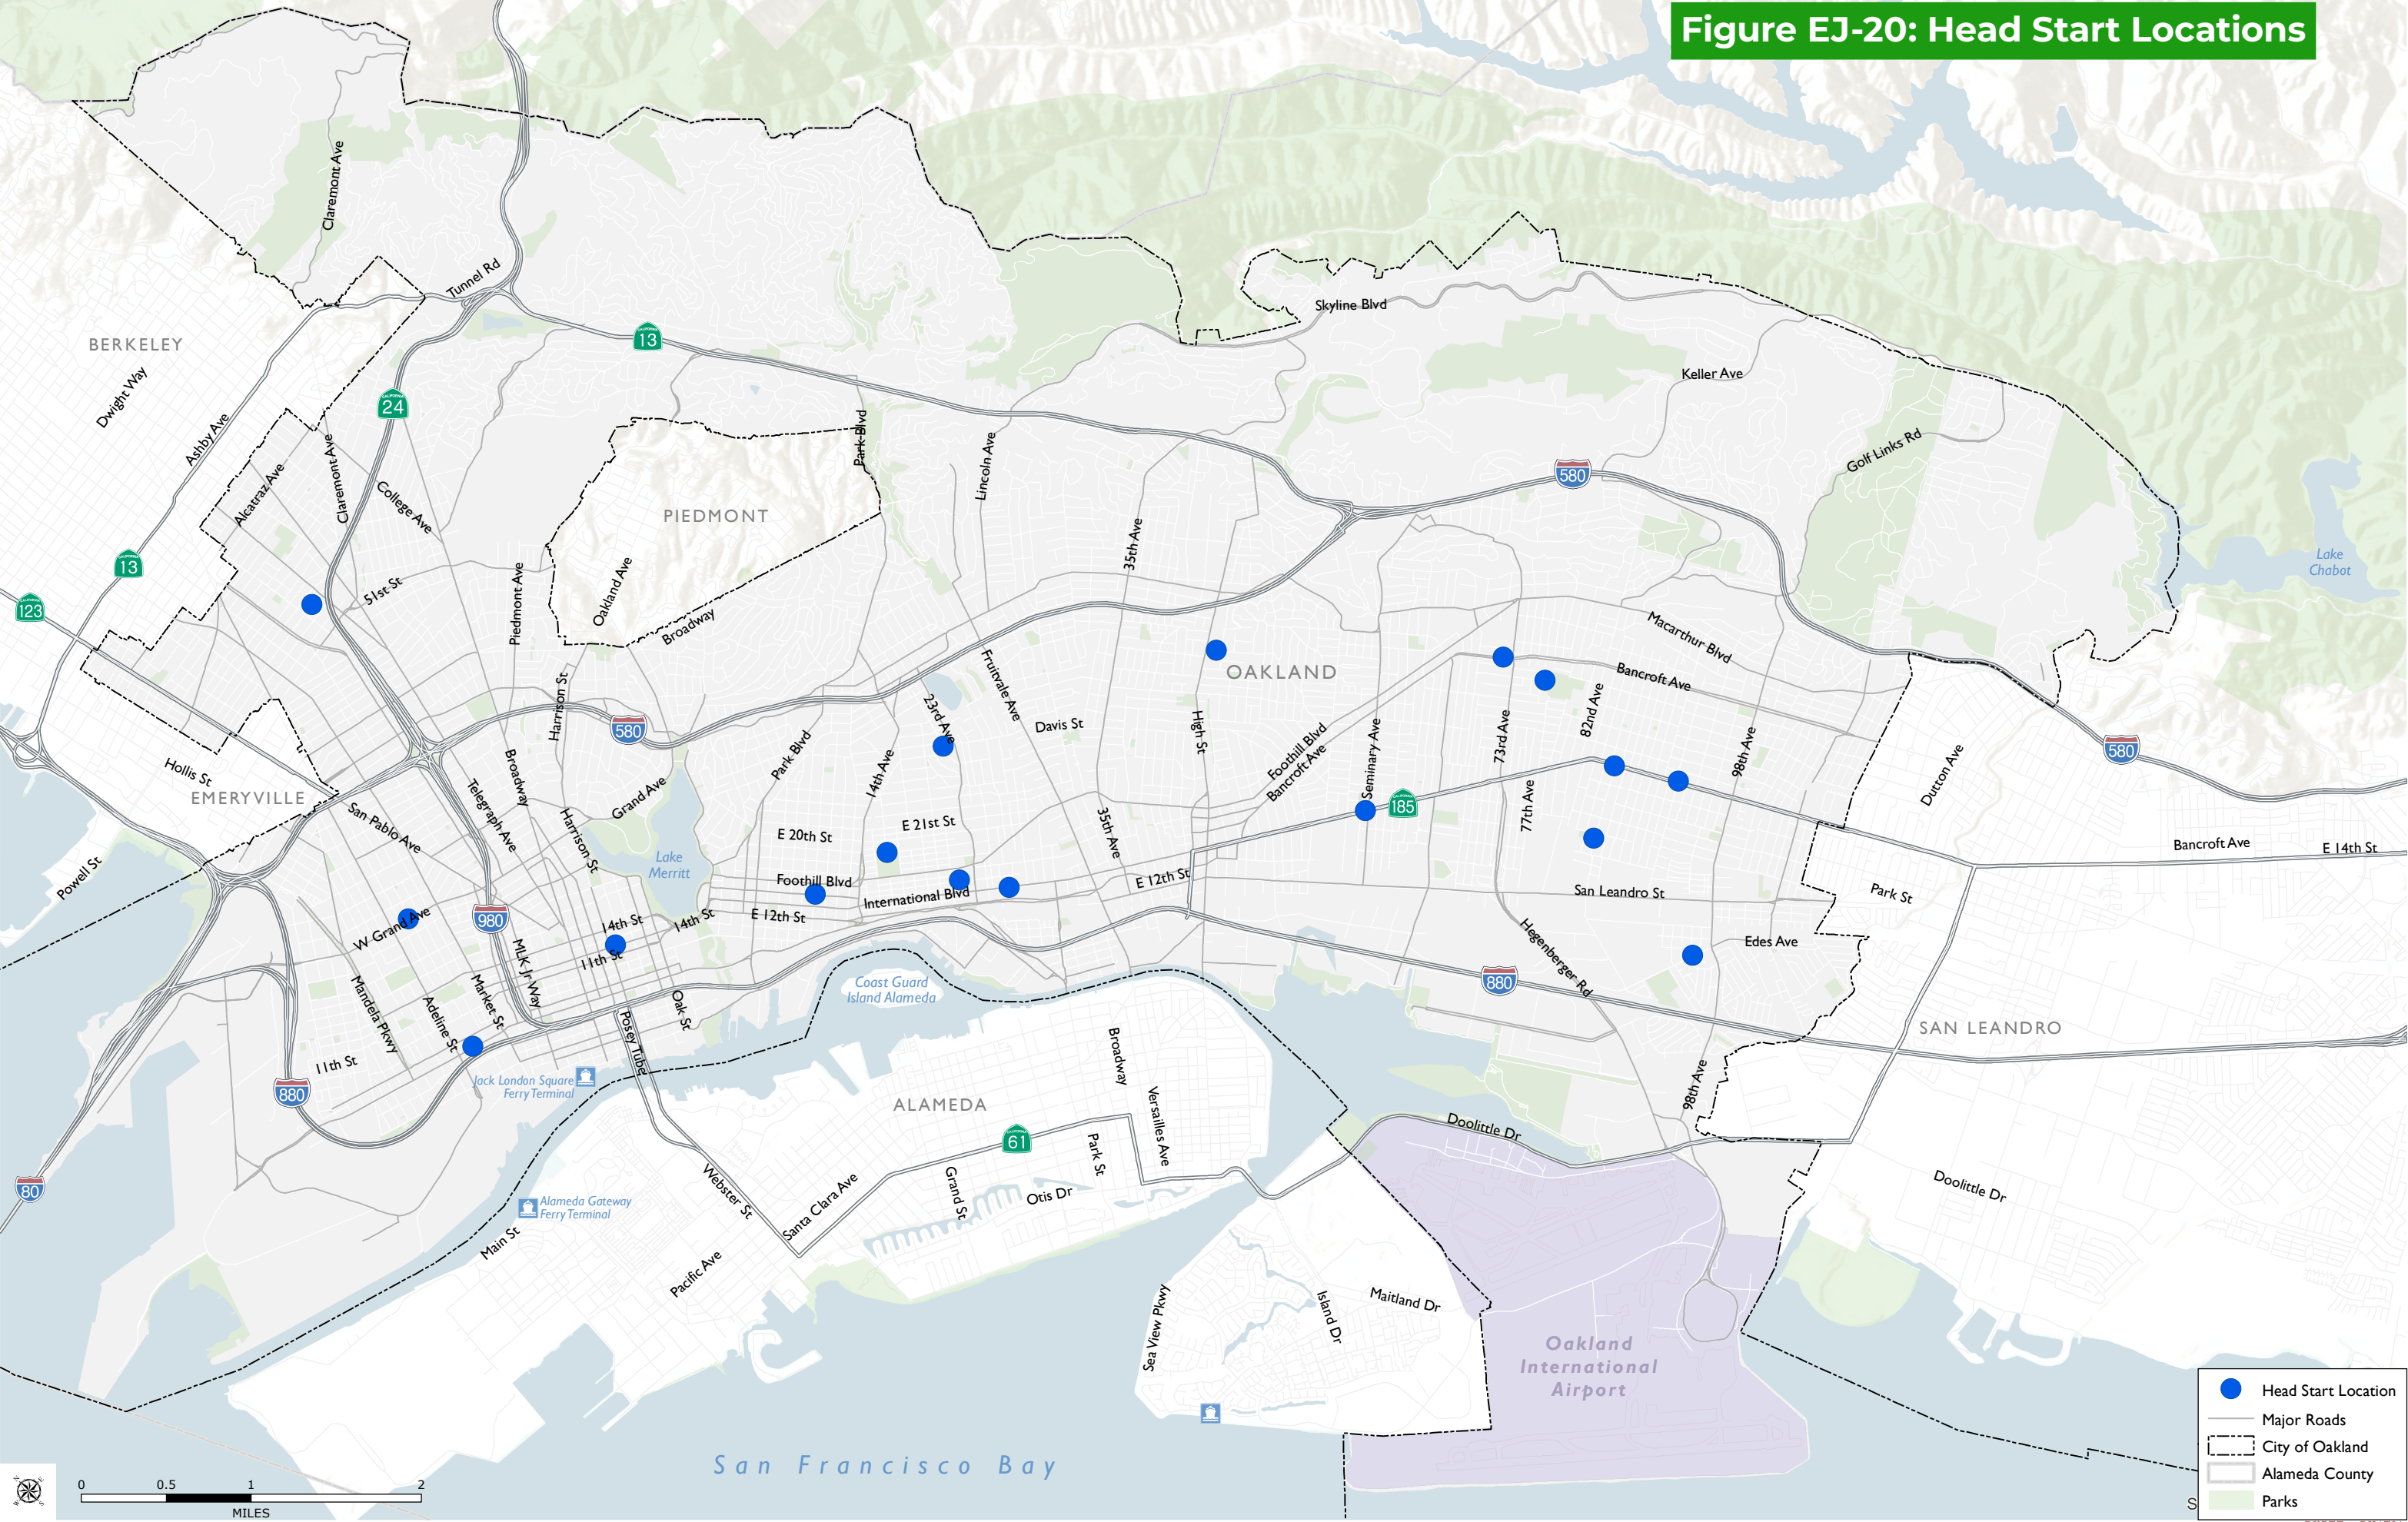 Figure EJ-20: Head Start Locations
Claremont Ave
Tunnel Rd
Skyline Blvd
BERKELEY
CALIFORNIA
13
Dwight Way
Keller Ave
CALIFORNIA
24
Ashby Ave
Park Blvd
Lincoln Ave
Golf Links Rd
Claremont Ave
Alcatraz Ave
College Ave
580
PIEDMONT
35th Ave
CALIFORNIA
13
Lake
Chabot
CALIFORNIA
123
51st St
Piedmont Ave
Oakland Ave
Broadway
Macarthur Blvd
OAKLAND
Bancroft Ave
Fruitvale Ave
Harrison St
23rd Ave
Davis St
High St
82nd Ave
580
Park Blvd
14th Ave
Foothill Blvd
Bancroft Ave
Seminary Ave
73rd Ave
98th Ave
580
Hollis St
EMERYVILLE
Broadway
Telegraph Ave
Grand Ave
Dutton Ave
San Pablo Ave
Harrison St
E 20th St
E 21st St
35th Ave
CALIFORNIA
185
77th Ave
Bancroft Ave
E 14th St
Lake
Merritt
Powell St
Foothill Blvd
International Blvd
E 12th St
San Leandro St
Park St
W Grand Ave
980
14th St
14th St
E 12th St
11th St
Edes Ave
Hegenberger Rd
MLK Jr Way
880
Coast Guard
Island Alameda
Mandela Pkwy
Adeline St
Market St
Oak St
Posey Tube
SAN LEANDRO
11th St
Broadway
880
Jack London Square
Ferry Terminal
98th Ave
ALAMEDA
Versailles Ave
CALIFORNIA
61
Doolittle Dr
Park St
80
Webster St
Santa Clara Ave
Grand St
Otis Dr
Doolittle Dr
Alameda Gateway
Ferry Terminal
Main St
Pacific Ave
Sea View Pkwy
Island Dr
Maitland Dr
Oakland
International
Airport
San Francisco Bay
Head Start Location
Major Roads
City of Oakland
Alameda County
Parks
0 0.5 1 2
MILES
S